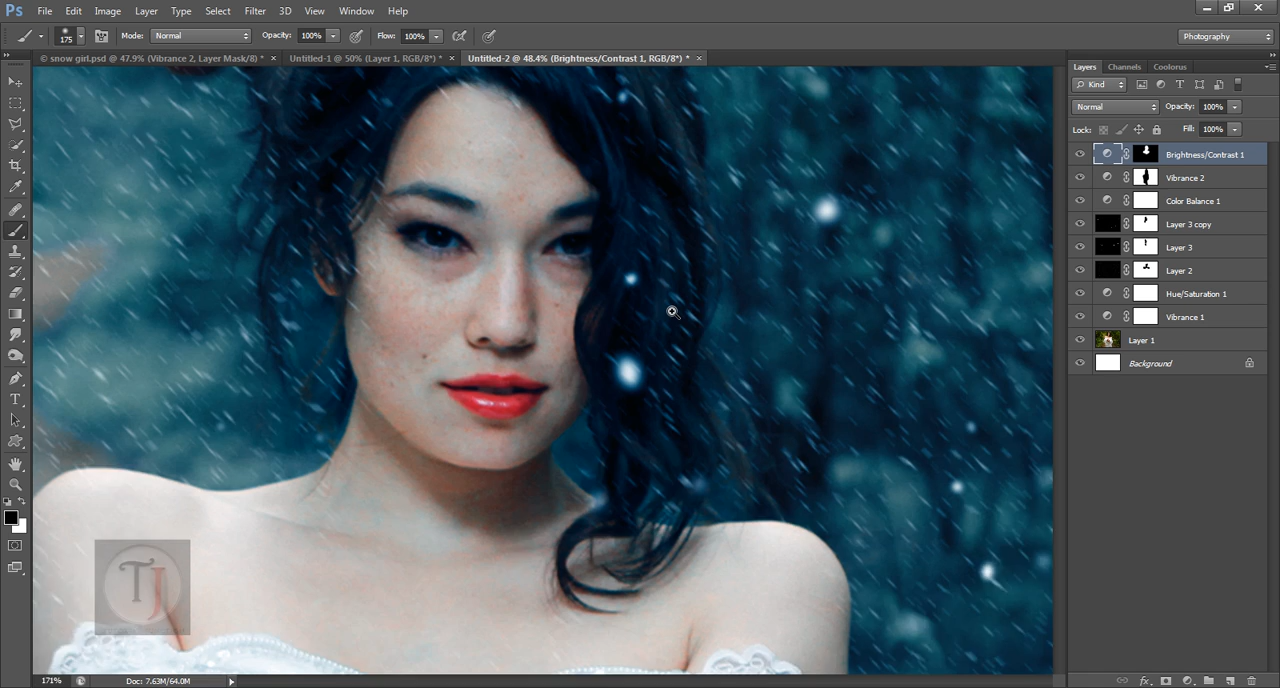 Ps File Edit Image Layer Type Select Filter 3D View Window Help
175 Mode: Normal Opacity: 100% Flow: 100% Photography
© snow girl.psd @ 47.9% (Vibrance 2, Layer Mask/8) * × Untitled-1 @ 50% (Layer 1, RGB/8*) * × Untitled-2 @ 48.4% (Brightness/Contrast 1, RGB/8*) * ×
Layers Channels Coolorus
Kind
Normal Opacity: 100%
Lock: Fill: 100%
Brightness/Contrast 1
Vibrance 2
Color Balance 1
Layer 3 copy
Layer 3
Layer 2
Hue/Saturation 1
Vibrance 1
Layer 1
Background
TJ
171% Doc: 7.63M/64.0M